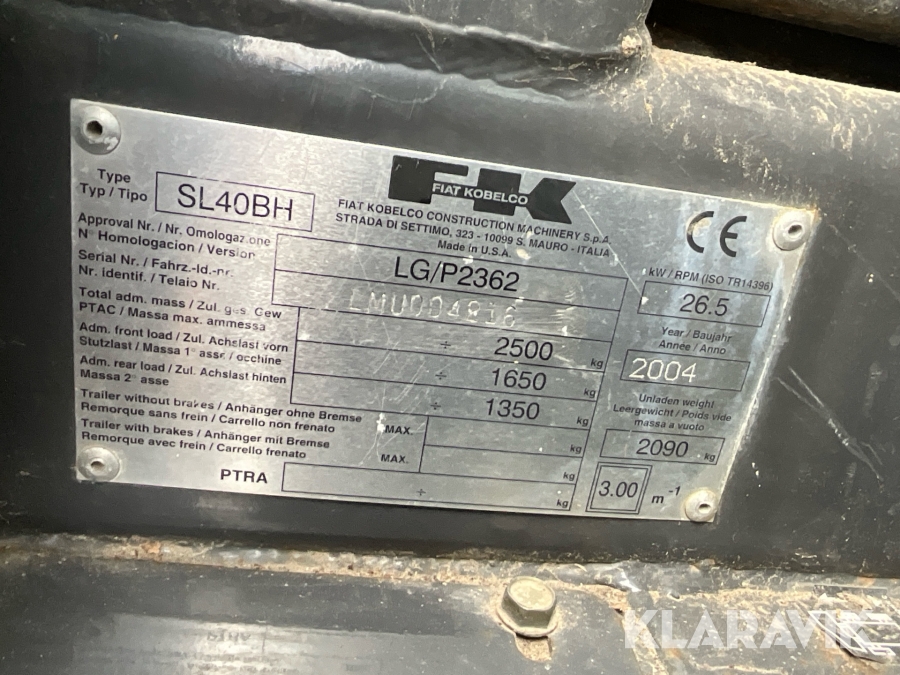 FK
FIAT KOBELCO
FIAT KOBELCO CONSTRUCTION MACHINERY S.p.A.
STRADA DI SETTIMO, 323 - 10099 S. MAURO - ITALIA
Made in U.S.A.
CE
Type
Typ / Tipo
SL40BH
Approval Nr. / Nr. Omologazione
N° Homologacion / Version
LG/P2362
Serial Nr. / Fahrz.-Id.-nr.
Nr. identif. / Telaio Nr.
LMU004816
Total adm. mass / Zul. ges. Gew
PTAC / Massa max. ammessa
÷ 2500 kg
Adm. front load / Zul. Achslast vorn
Stutzlast / Massa 1° asse / occhine
÷ 1650 kg
Adm. rear load / Zul. Achslast hinten
Massa 2° asse
÷ 1350 kg
Trailer without brakes / Anhänger ohne Bremse
Remorque sans frein / Carrello non frenato
MAX. kg
Trailer with brakes / Anhänger mit Bremse
Remorque avec frein / Carrello frenato
MAX. kg
PTRA ÷ kg
kW / RPM (ISO TR14396)
26.5
Year / Baujahr
Année / Anno
2004
Unladen weight
Leergewicht / Poids vide
massa a vuoto
2090 kg
3.00 m-1
KLARAVIK